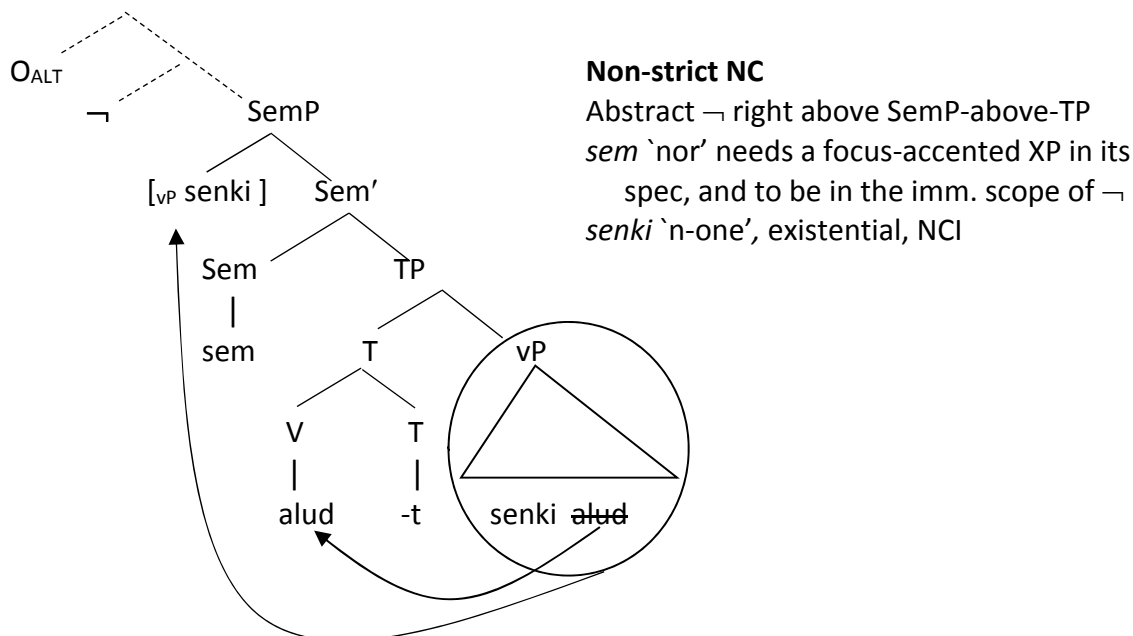 OALT
¬
SemP
[vP senki ]
Sem′
Sem
TP
sem
T
vP
V
T
alud
-t
senki alud
Non-strict NC
Abstract ¬ right above SemP-above-TP
sem `nor’ needs a focus-accented XP in its
spec, and to be in the imm. scope of ¬
senki `n-one’, existential, NCI